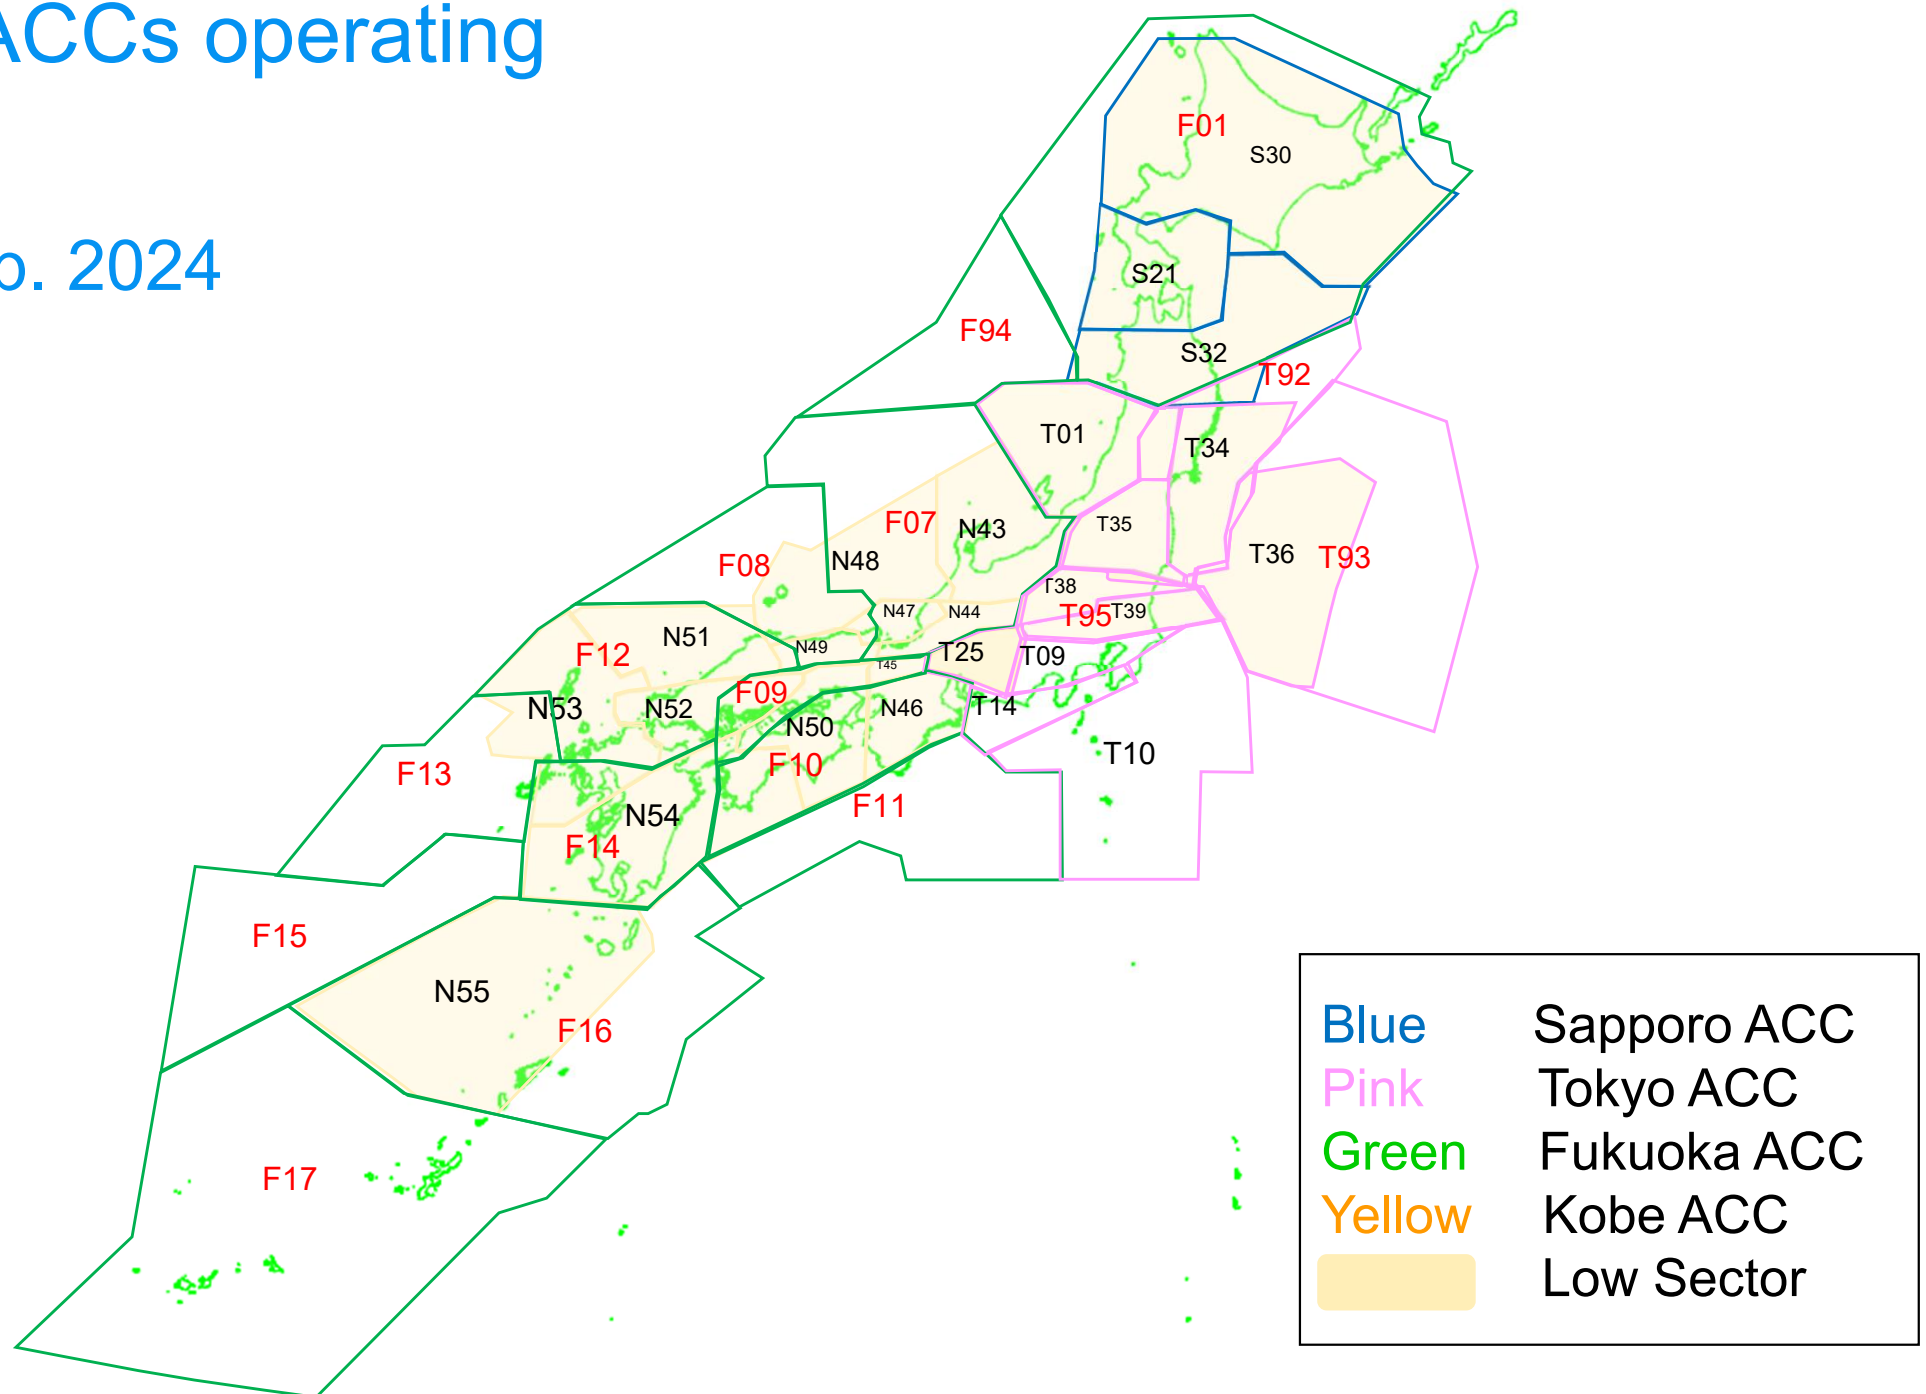 ACCs operating
p. 2024
F01
S30
S21
F94
S32
T92
T01
T34
F07
N43
T35
N48
F08
T36
T93
T38
N47
N44
T95
T39
N51
N49
F12
T45
T25
T09
F09
N53
N52
N46
T14
N50
F10
T10
F13
F11
N54
F14
F15
N55
F16
F17
Blue Sapporo ACC
Pink Tokyo ACC
Green Fukuoka ACC
Yellow Kobe ACC
Low Sector